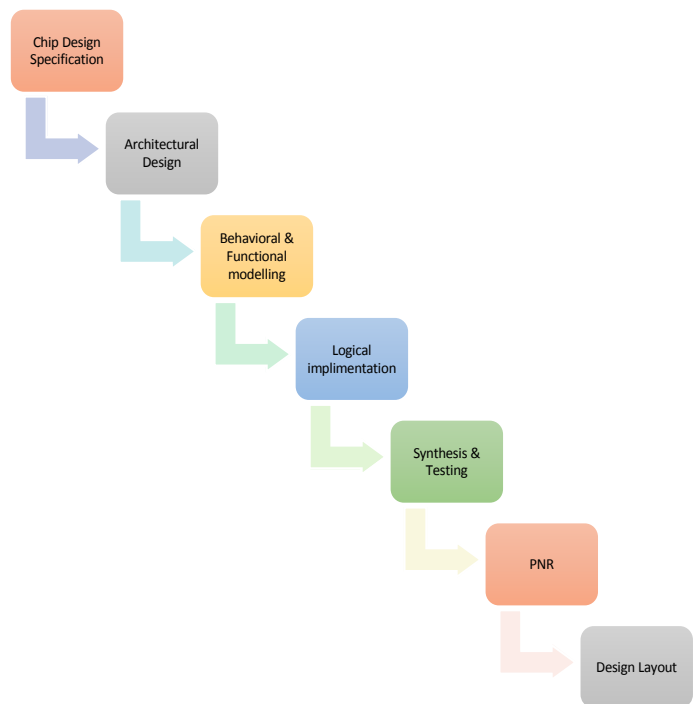 Chip Design
Specification
Architectural
Design
Behavioral &
Functional
modelling
Logical
implimentation
Synthesis &
Testing
PNR
Design Layout